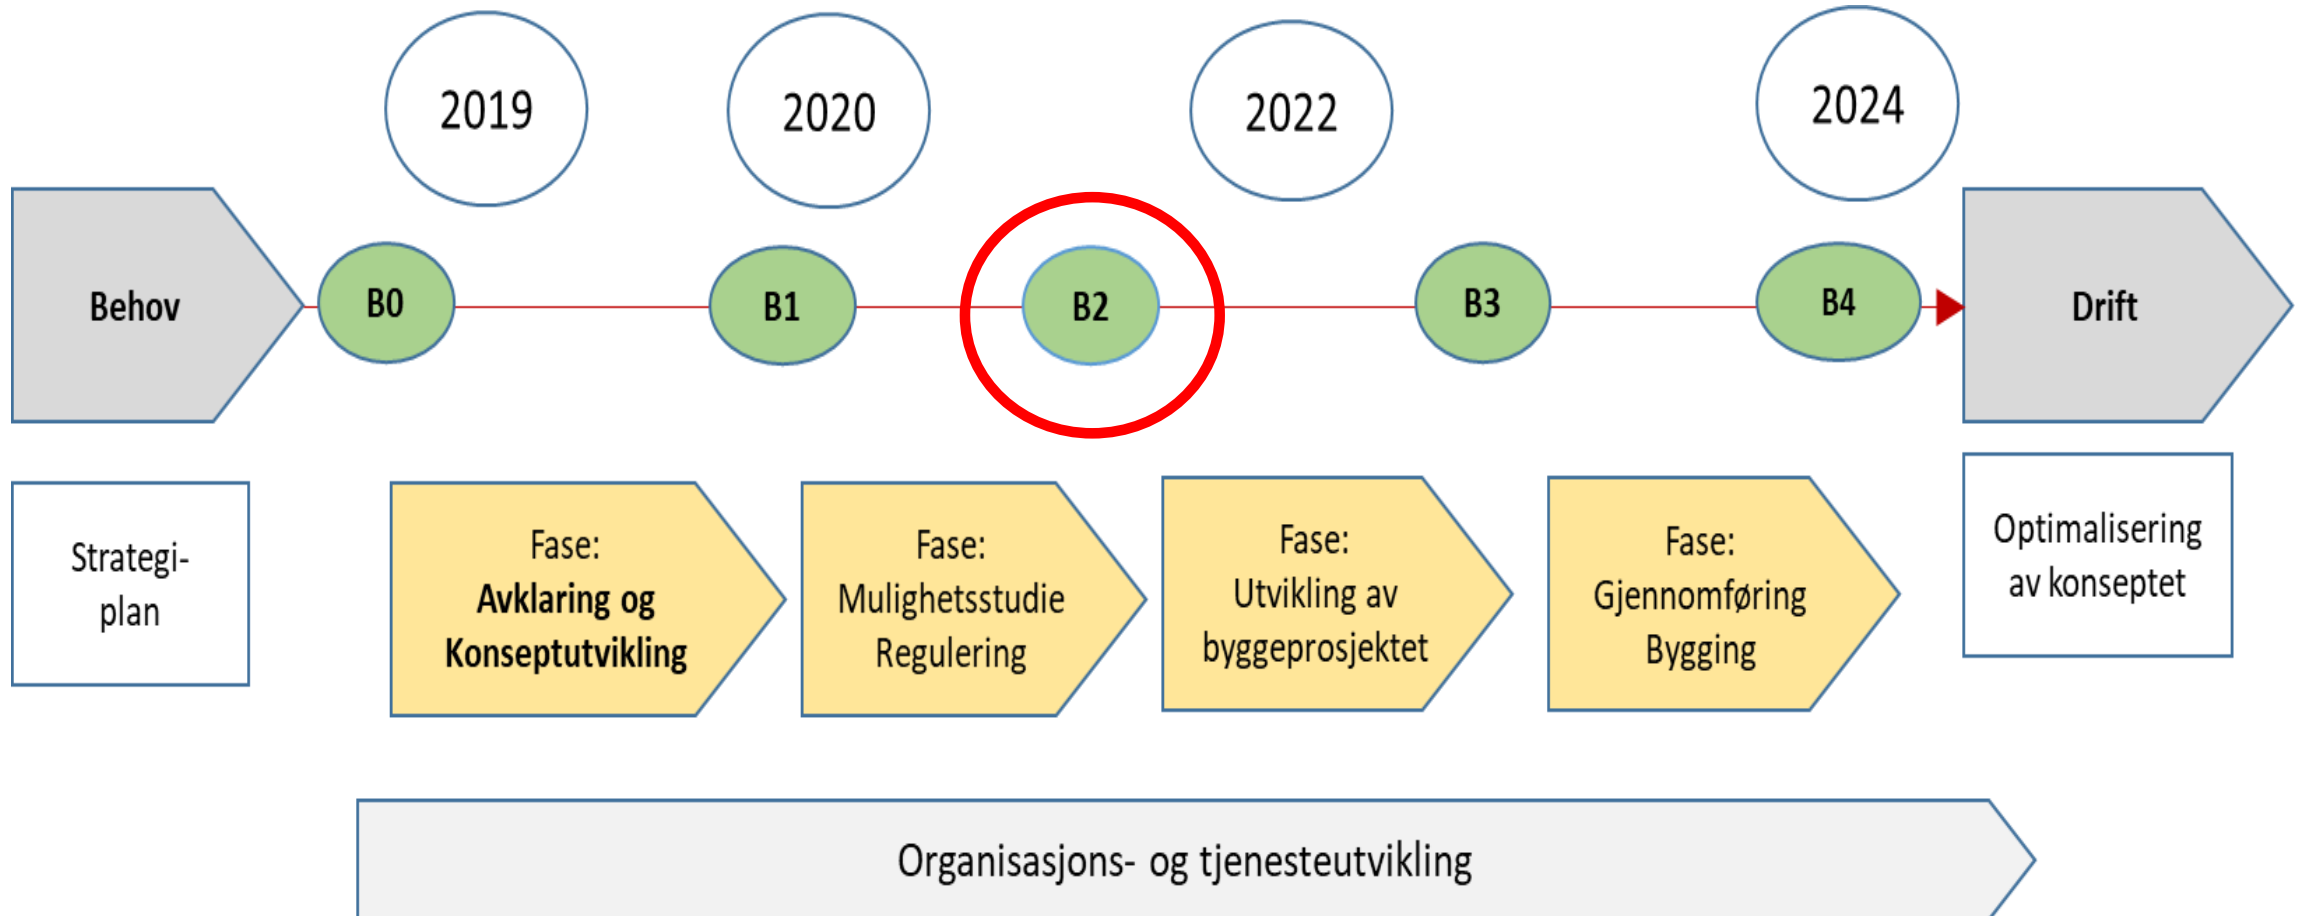 2019
2020
2022
2024
Behov
B0
B1
B2
B3
B4
Drift
Strategi-
plan
Fase:
Avklaring og
Konseptutvikling
Fase:
Mulighetsstudie
Regulering
Fase:
Utvikling av
byggeprosjektet
Fase:
Gjennomføring
Bygging
Optimalisering
av konseptet
Organisasjons- og tjenesteutvikling